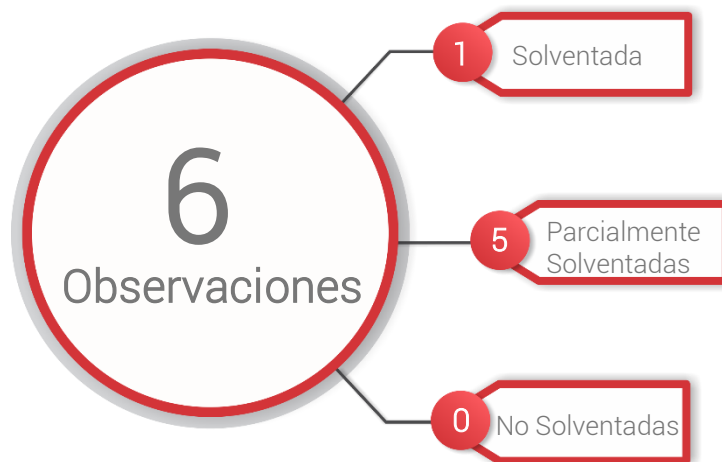 6
Observaciones
1
Solventada
5
Parcialmente
Solventadas
0
No Solventadas